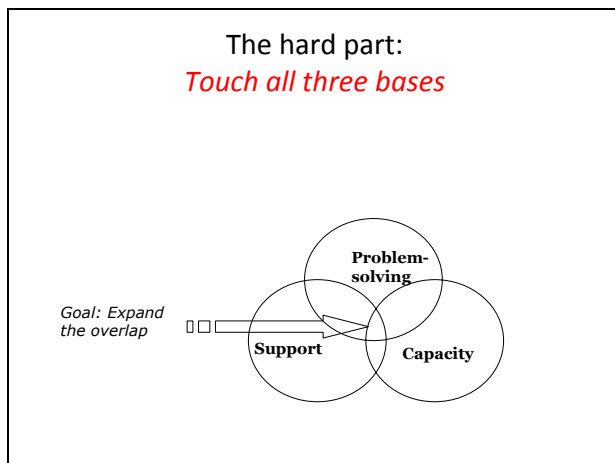 The hard part:
Touch all three bases
Problem-
solving
Goal: Expand
the overlap
Support
Capacity